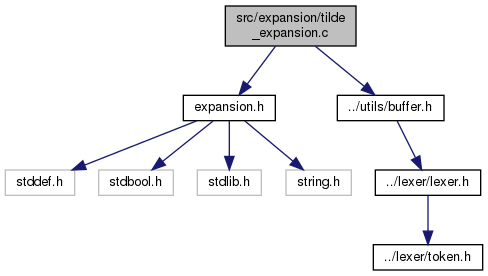 src/expansion/tilde
_expansion.c
expansion.h
../utils/buffer.h
stddef.h
stdbool.h
stdlib.h
string.h
../lexer/lexer.h
../lexer/token.h